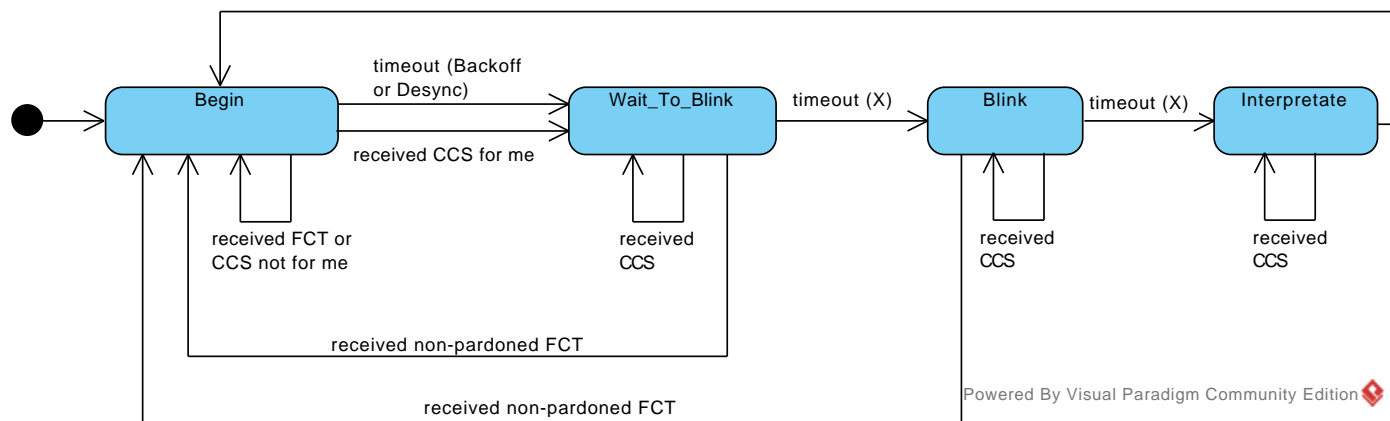 timeout (Backoff
or Desync)
Begin
Wait_To_Blink
timeout (X)
Blink
timeout (X)
Interpretate
received CCS for me
received FCT or
CCS not for me
received
CCS
received
CCS
received
CCS
received non-pardoned FCT
Powered By Visual Paradigm Community Edition
received non-pardoned FCT